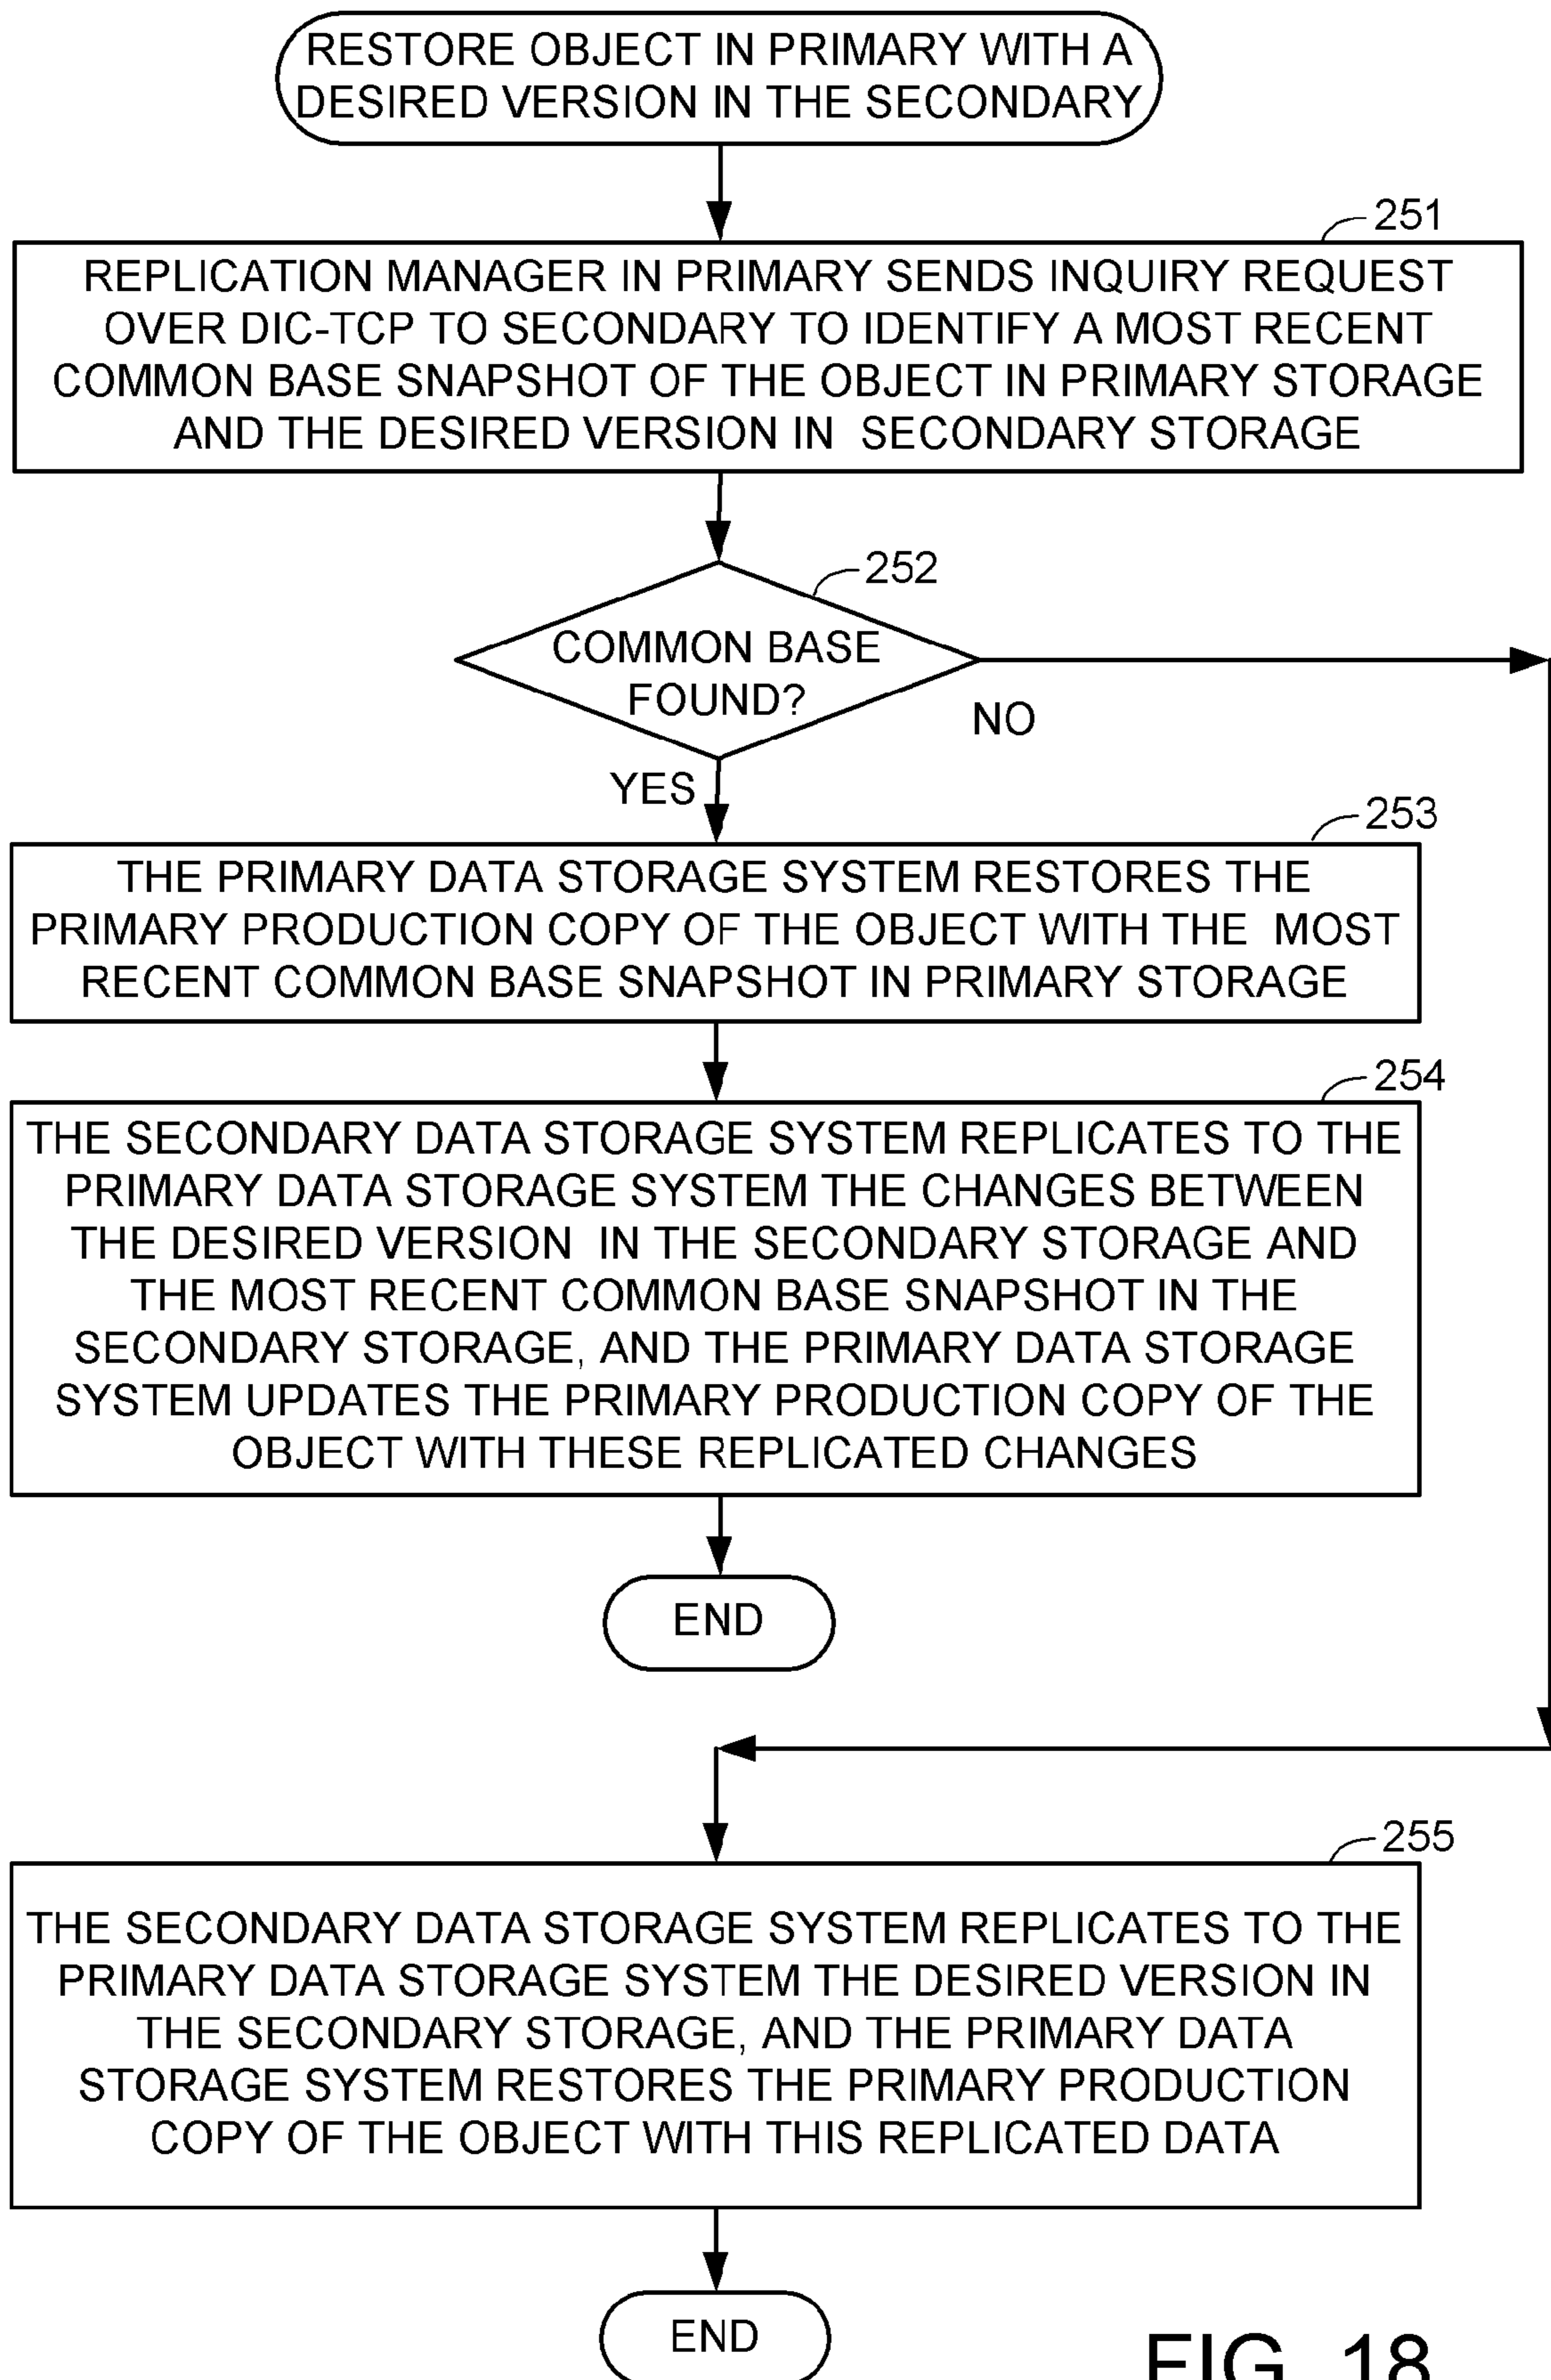 RESTORE OBJECT IN PRIMARY WITH A
DESIRED VERSION IN THE SECONDARY
251
REPLICATION MANAGER IN PRIMARY SENDS INQUIRY REQUEST
OVER DIC-TCP TO SECONDARY TO IDENTIFY A MOST RECENT
COMMON BASE SNAPSHOT OF THE OBJECT IN PRIMARY STORAGE
AND THE DESIRED VERSION IN SECONDARY STORAGE
252
COMMON BASE
FOUND?
NO
YES
253
THE PRIMARY DATA STORAGE SYSTEM RESTORES THE
PRIMARY PRODUCTION COPY OF THE OBJECT WITH THE MOST
RECENT COMMON BASE SNAPSHOT IN PRIMARY STORAGE
254
THE SECONDARY DATA STORAGE SYSTEM REPLICATES TO THE
PRIMARY DATA STORAGE SYSTEM THE CHANGES BETWEEN
THE DESIRED VERSION IN THE SECONDARY STORAGE AND
THE MOST RECENT COMMON BASE SNAPSHOT IN THE
SECONDARY STORAGE, AND THE PRIMARY DATA STORAGE
SYSTEM UPDATES THE PRIMARY PRODUCTION COPY OF THE
OBJECT WITH THESE REPLICATED CHANGES
END
255
THE SECONDARY DATA STORAGE SYSTEM REPLICATES TO THE
PRIMARY DATA STORAGE SYSTEM THE DESIRED VERSION IN
THE SECONDARY STORAGE, AND THE PRIMARY DATA
STORAGE SYSTEM RESTORES THE PRIMARY PRODUCTION
COPY OF THE OBJECT WITH THIS REPLICATED DATA
END
FIG. 18